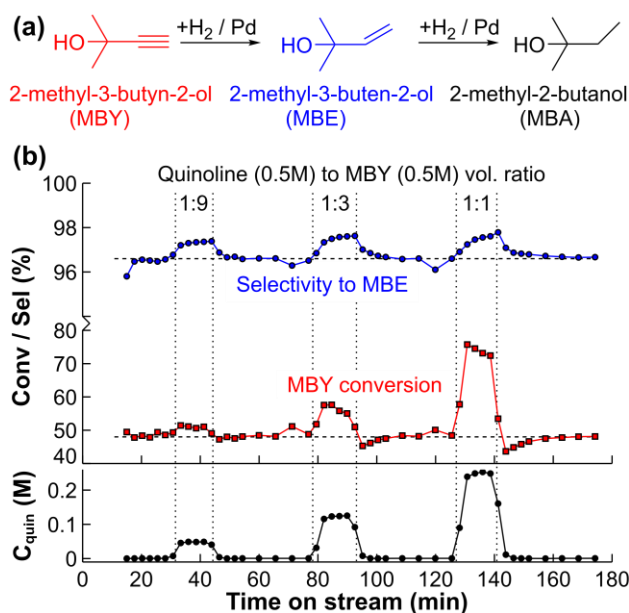 (a)
HO
+H2 / Pd
HO
+H2 / Pd
HO
2-methyl-3-butyn-2-ol
(MBY)
2-methyl-3-buten-2-ol
(MBE)
2-methyl-2-butanol
(MBA)
(b)
Quinoline (0.5M) to MBY (0.5M) vol. ratio
1:9
1:3
1:1
100
98
96
Selectivity to MBE
Conv / Sel (%)
80
70
60
50
40
MBY conversion
Cquin (M)
0.2
0.1
0
0 20 40 60 80 100 120 140 160 180
Time on stream (min)